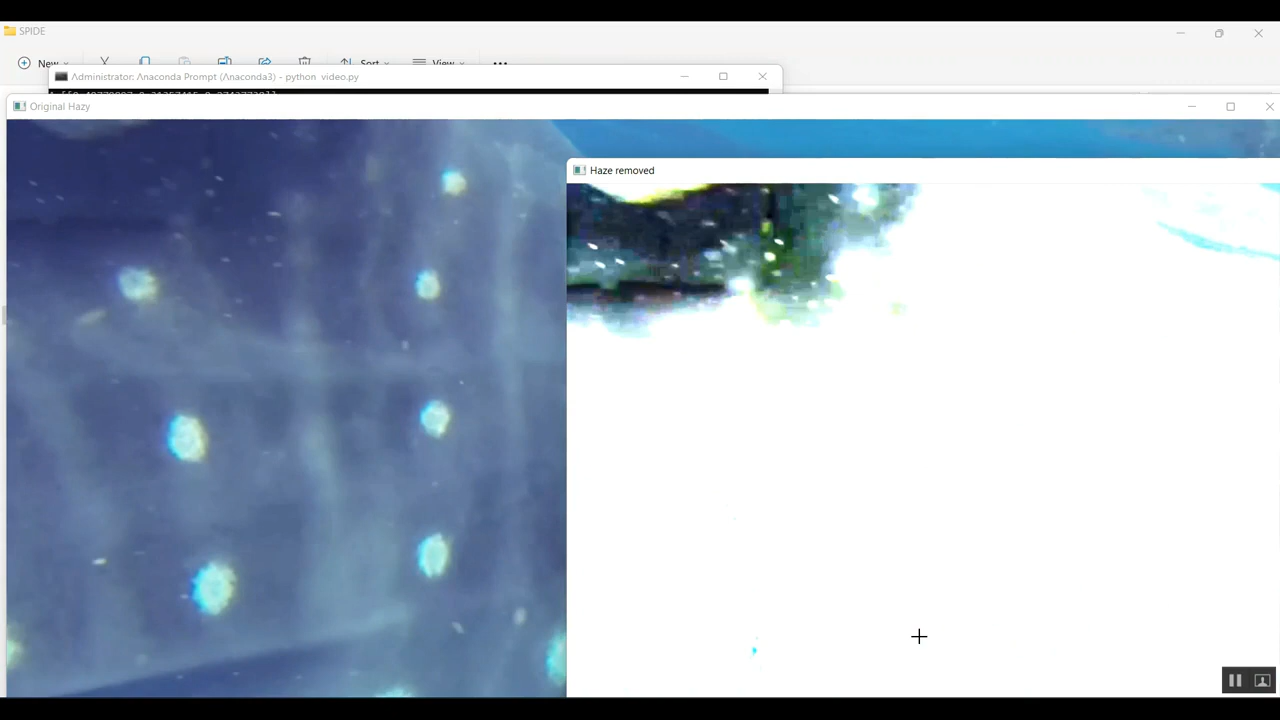 SPIDE
New
Sort
View
Administrator: Anaconda Prompt (Anaconda3) - python video.py
Original Hazy
Haze removed